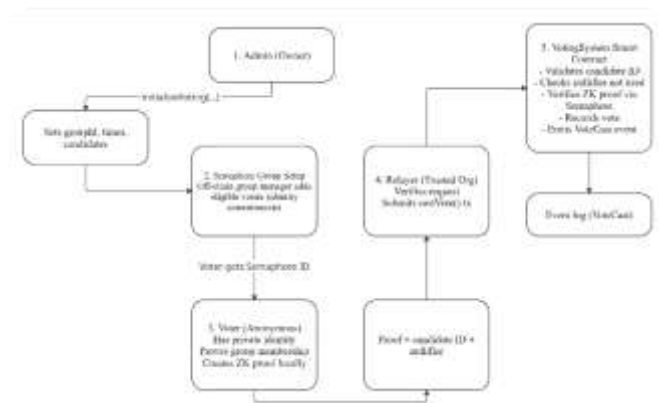 1. Admin (Owner)
initializeVoting(...)
Sets groupId, times,
candidates
2. Semaphore Group Setup
Off-chain group manager adds
eligible voters identity
commitments
Voter gets Semaphore ID
3. Voter (Anonymous)
Has private identity
Proves group membership
Creates ZK proof locally
Proof + candidate ID +
nullifier
4. Relayer (Trusted Org)
Verifies request
Submits castVote() tx
5. VotingSystem Smart
Contract
- Validates candidate ID
- Checks nullifier not used
- Verifies ZK proof via
Semaphore
- Records vote
- Emits VoteCast event
Event log (VoteCast)